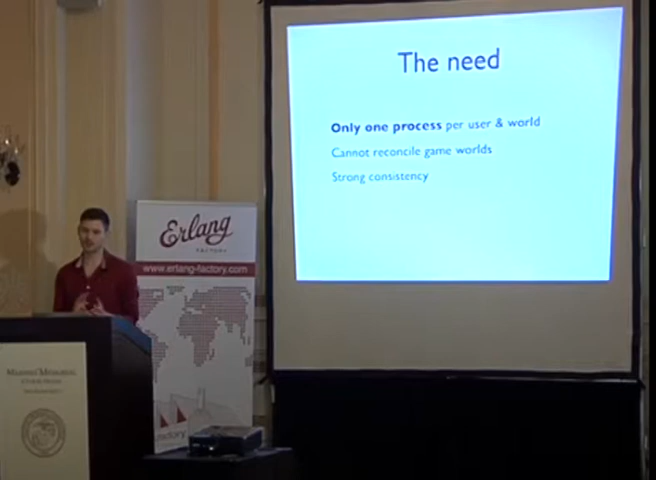 The need
Only one process per user & world
Cannot reconcile game worlds
Strong consistency
Erlang
FACTORY
www.erlang-factory.com